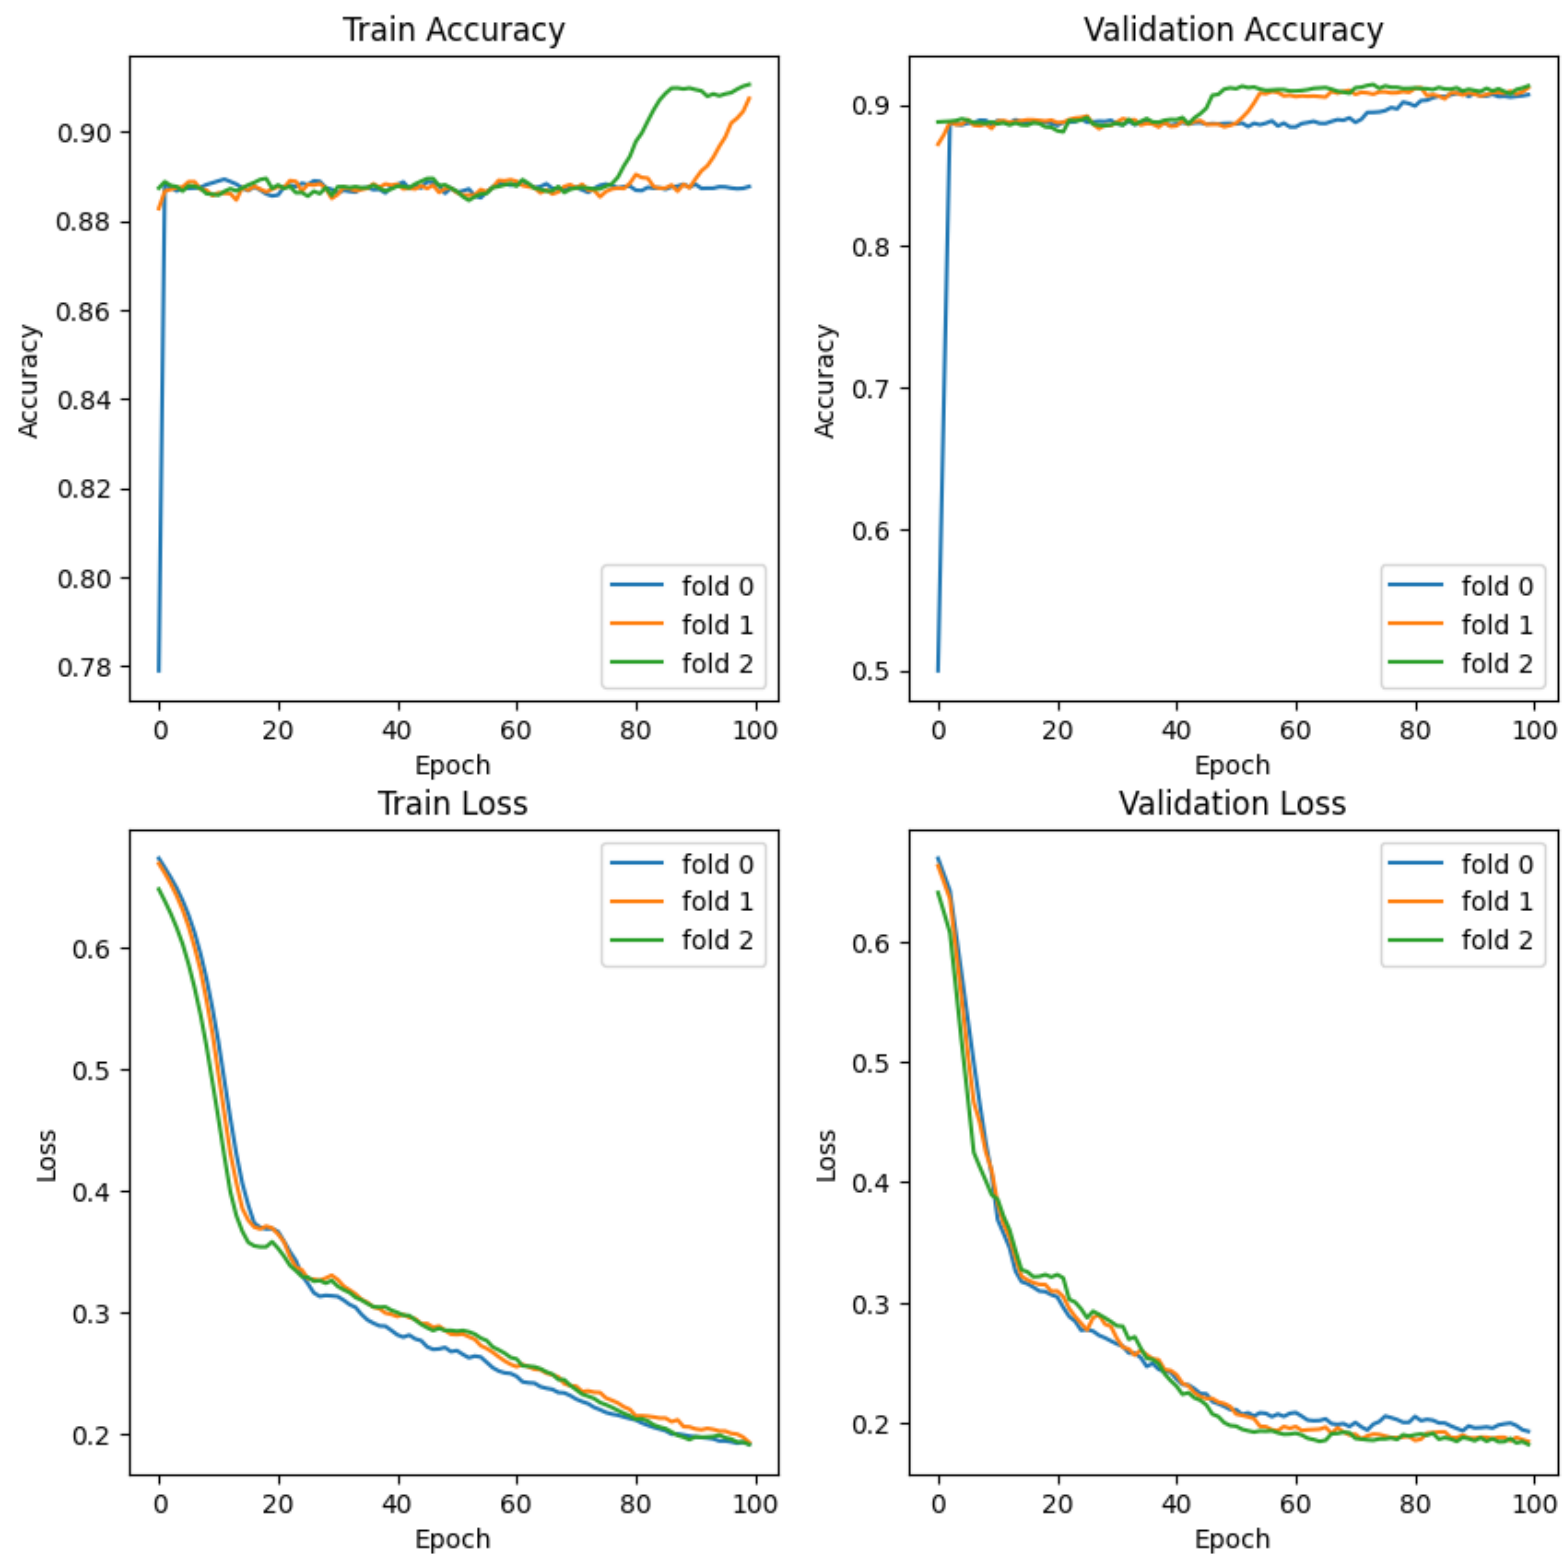 Train Accuracy
Accuracy
0.90
0.88
0.86
0.84
0.82
0.80
0.78
fold 0
fold 1
fold 2
0 20 40 60 80 100
Epoch
Validation Accuracy
Accuracy
0.9
0.8
0.7
0.6
0.5
fold 0
fold 1
fold 2
0 20 40 60 80 100
Epoch
Train Loss
Loss
0.6
0.5
0.4
0.3
0.2
fold 0
fold 1
fold 2
0 20 40 60 80 100
Epoch
Validation Loss
Loss
0.6
0.5
0.4
0.3
0.2
fold 0
fold 1
fold 2
0 20 40 60 80 100
Epoch